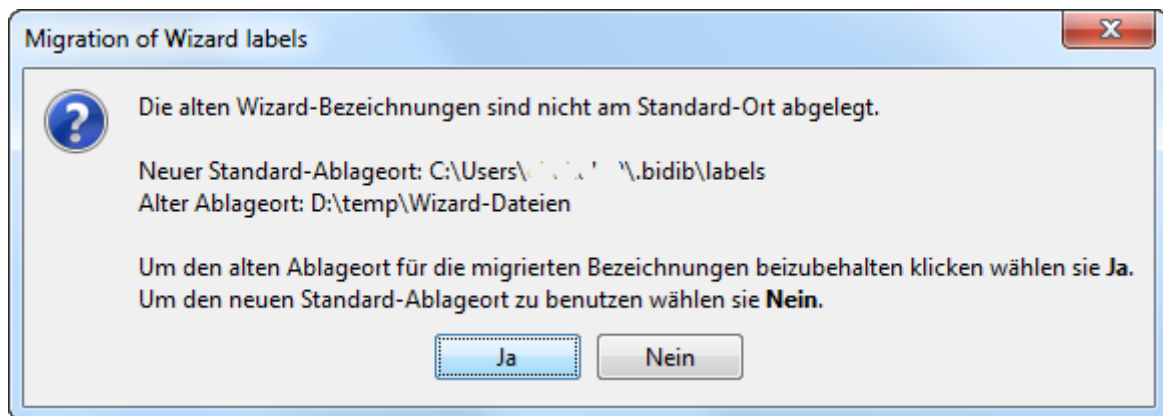 Migration of Wizard labels
Die alten Wizard-Bezeichnungen sind nicht am Standard-Ort abgelegt.
Neuer Standard-Ablageort: C:\Users\ \.bidib\labels
Alter Ablageort: D:\temp\Wizard-Dateien
Um den alten Ablageort für die migrierten Bezeichnungen beizubehalten klicken wählen sie Ja.
Um den neuen Standard-Ablageort zu benutzen wählen sie Nein.
Ja
Nein